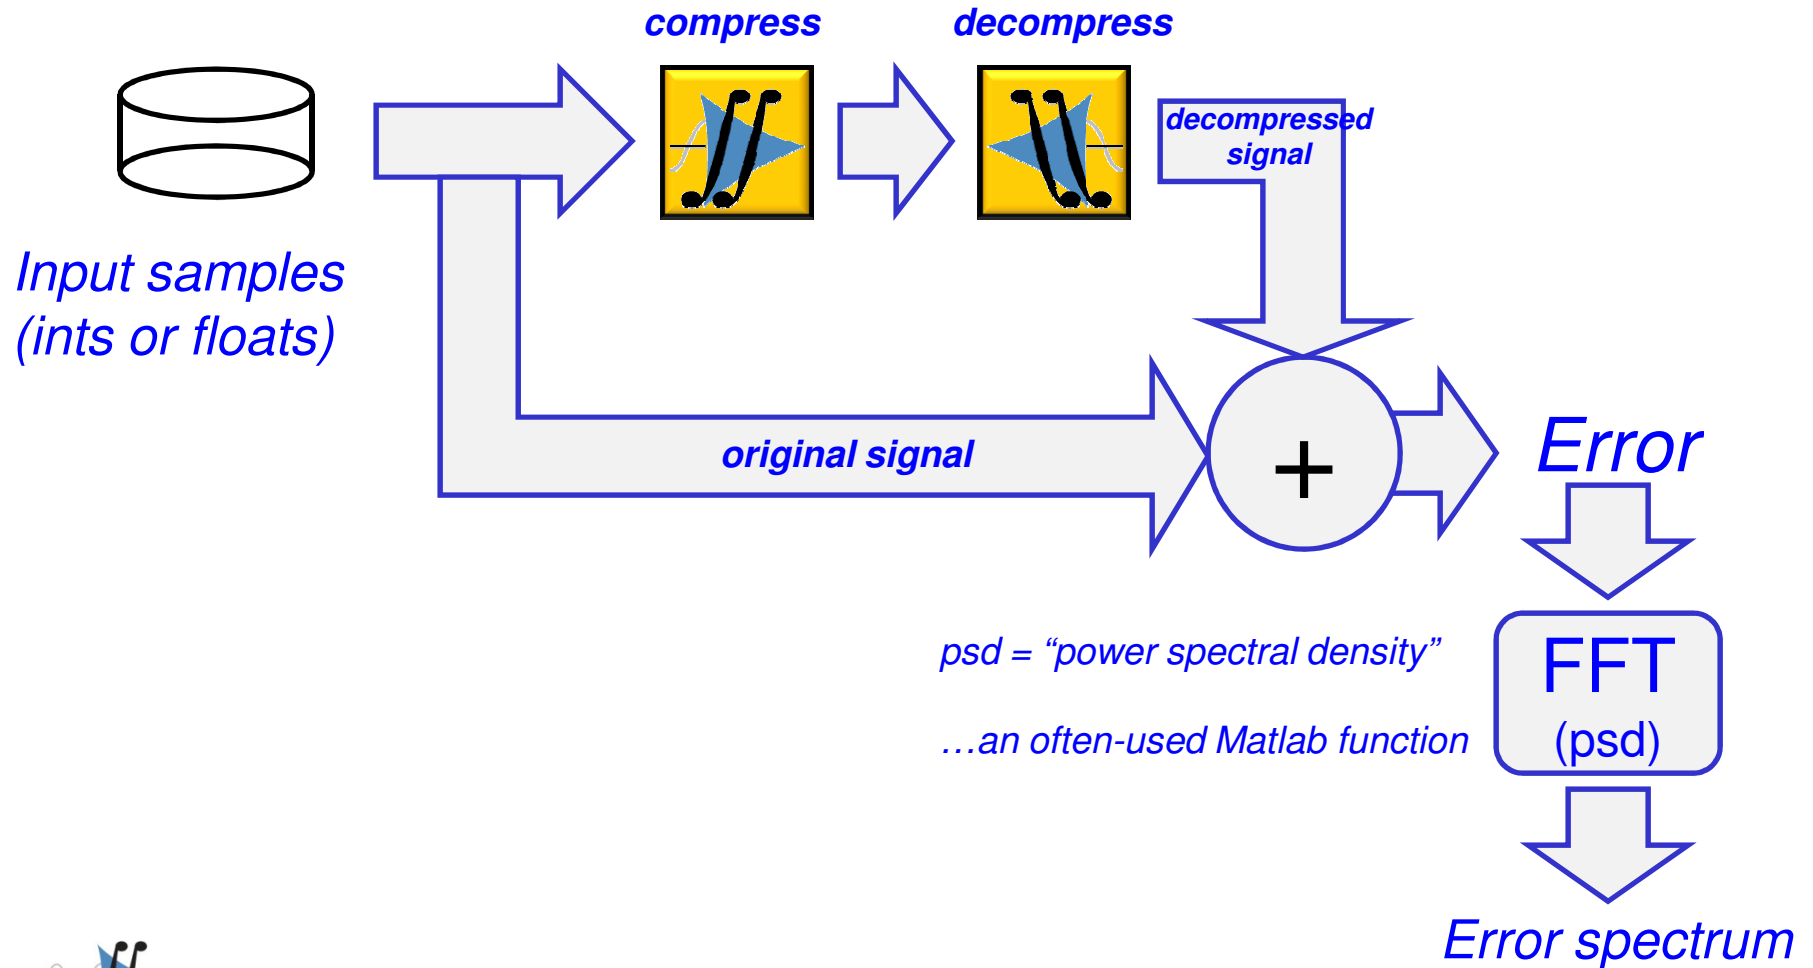 compress
decompress
decompressed
signal
Input samples
(ints or floats)
original signal
+
Error
psd = “power spectral density”
…an often-used Matlab function
FFT
(psd)
Error spectrum